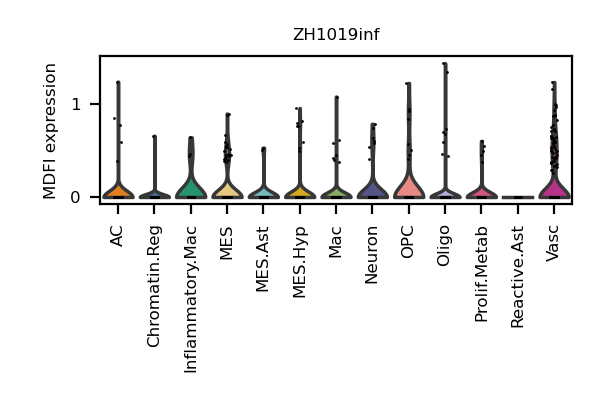 ZH1019inf
MDFI expression
1
0
AC
Chromatin.Reg
Inflammatory.Mac
MES
MES.Ast
MES.Hyp
Mac
Neuron
OPC
Oligo
Prolif.Metab
Reactive.Ast
Vasc